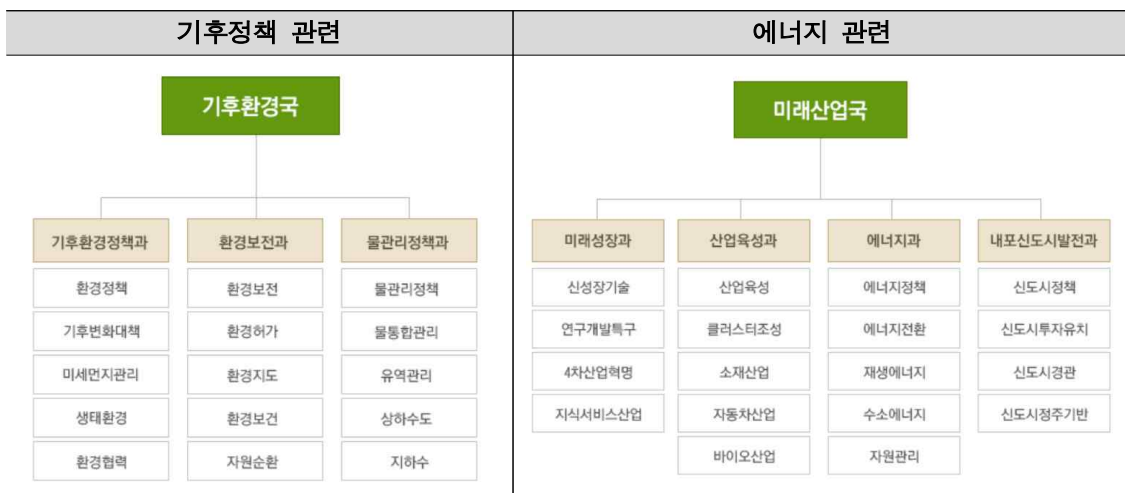 기후정책 관련
기후환경국
기후환경정책과 환경보전과 물관리정책과
환경정책 환경보전 물관리정책
기후변화대책 환경허가 물통합관리
미세먼지관리 환경지도 유역관리
생태환경 환경보건 상하수도
환경협력 자원순환 지하수
에너지 관련
미래산업국
미래성장과 산업육성과 에너지과 내포신도시발전과
신성장기술 산업육성 에너지정책 신도시정책
연구개발특구 클러스터조성 에너지전환 신도시투자유치
4차산업혁명 소재산업 재생에너지 신도시경관
지식서비스산업 자동차산업 수소에너지 신도시정주기반
바이오산업 자원관리